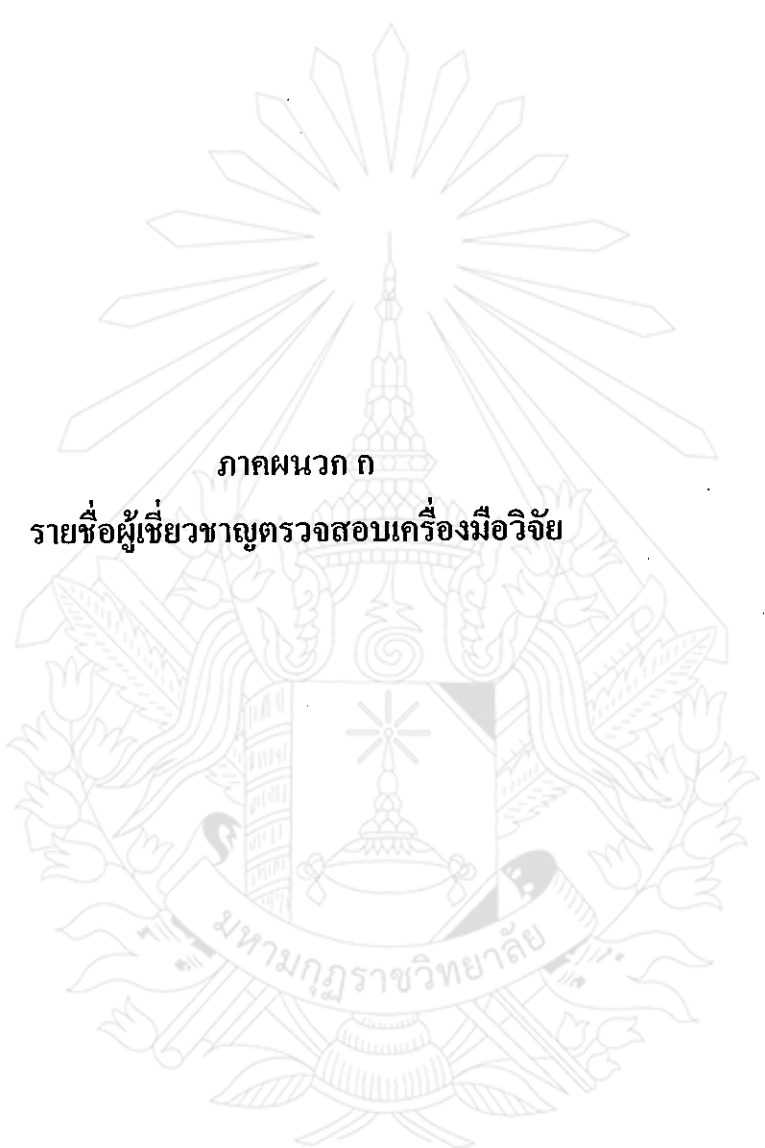 ภาคผนวก ก
รายชื่อผู้เชี่ยวชาญตรวจสอบเครื่องมือวิจัย
มหามกุฏราชวิทยาลัย